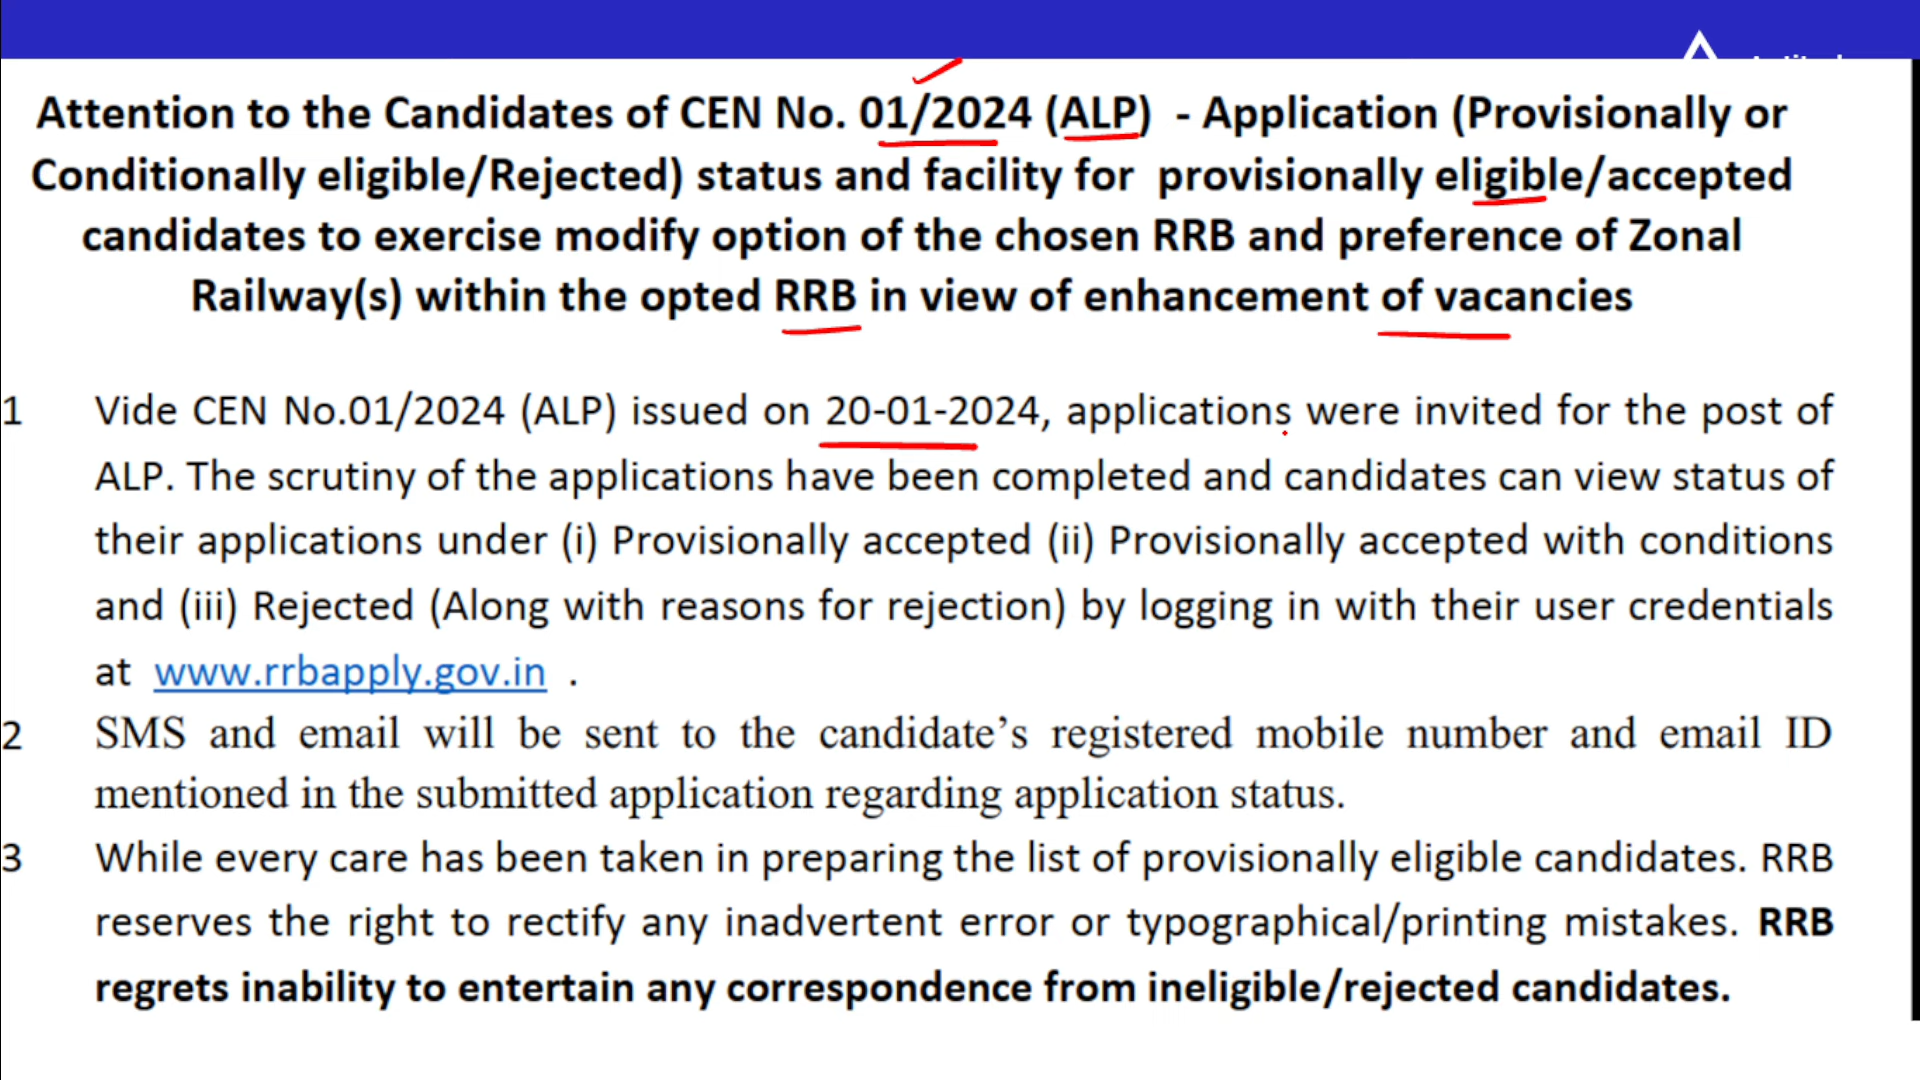 Attention to the Candidates of CEN No. 01/2024 (ALP) - Application (Provisionally or
Conditionally eligible/Rejected) status and facility for provisionally eligible/accepted
candidates to exercise modify option of the chosen RRB and preference of Zonal
Railway(s) within the opted RRB in view of enhancement of vacancies
1 Vide CEN No.01/2024 (ALP) issued on 20-01-2024, applications were invited for the post of
ALP. The scrutiny of the applications have been completed and candidates can view status of
their applications under (i) Provisionally accepted (ii) Provisionally accepted with conditions
and (iii) Rejected (Along with reasons for rejection) by logging in with their user credentials
at www.rrbapply.gov.in .
2 SMS and email will be sent to the candidate's registered mobile number and email ID
mentioned in the submitted application regarding application status.
3 While every care has been taken in preparing the list of provisionally eligible candidates. RRB
reserves the right to rectify any inadvertent error or typographical/printing mistakes. RRB
regrets inability to entertain any correspondence from ineligible/rejected candidates.